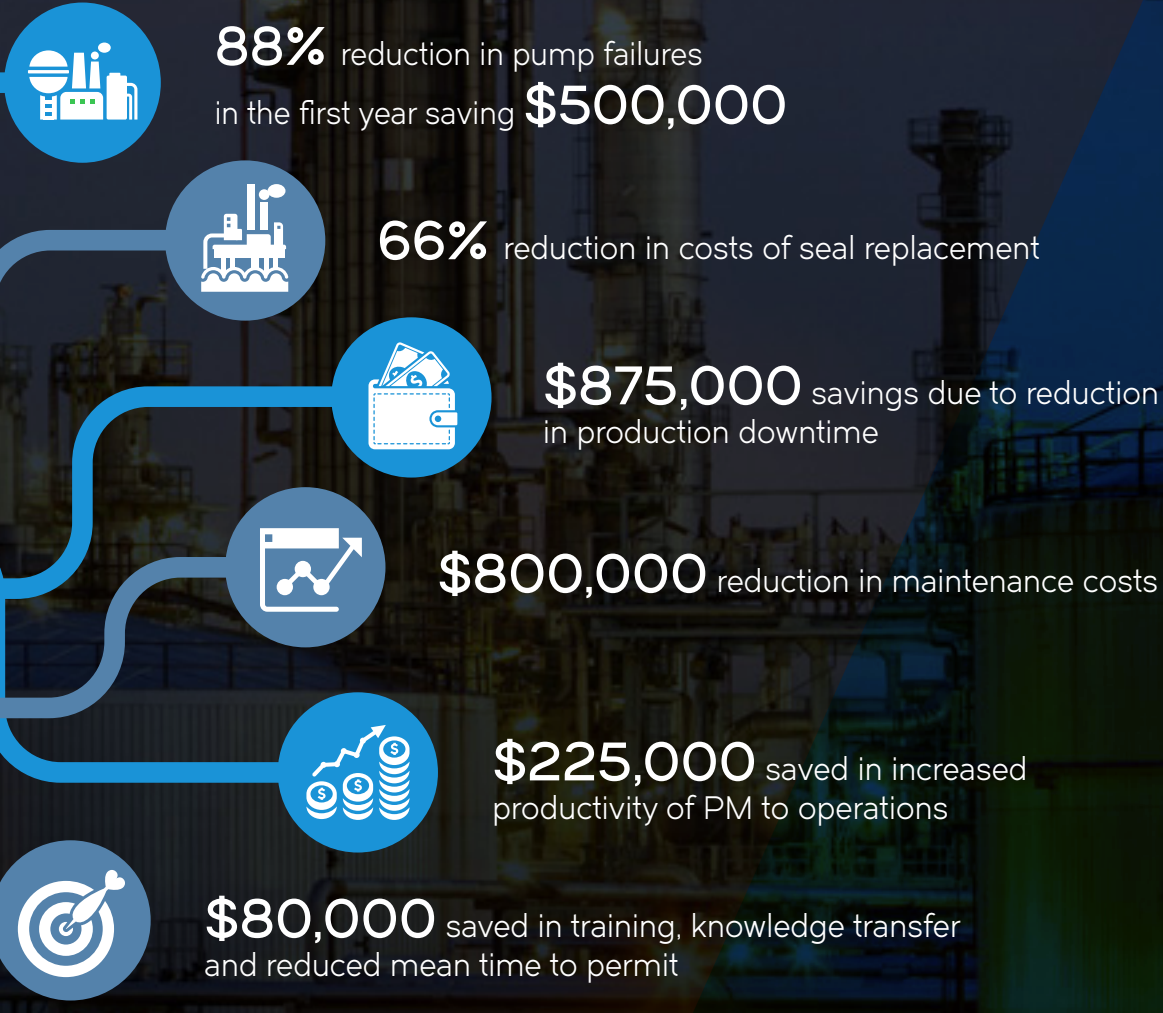 88% reduction in pump failures
in the first year saving $500,000
66% reduction in costs of seal replacement
$875,000 savings due to reduction
in production downtime
$800,000 reduction in maintenance costs
$225,000 saved in increased
productivity of PM to operations
$80,000 saved in training, knowledge transfer
and reduced mean time to permit